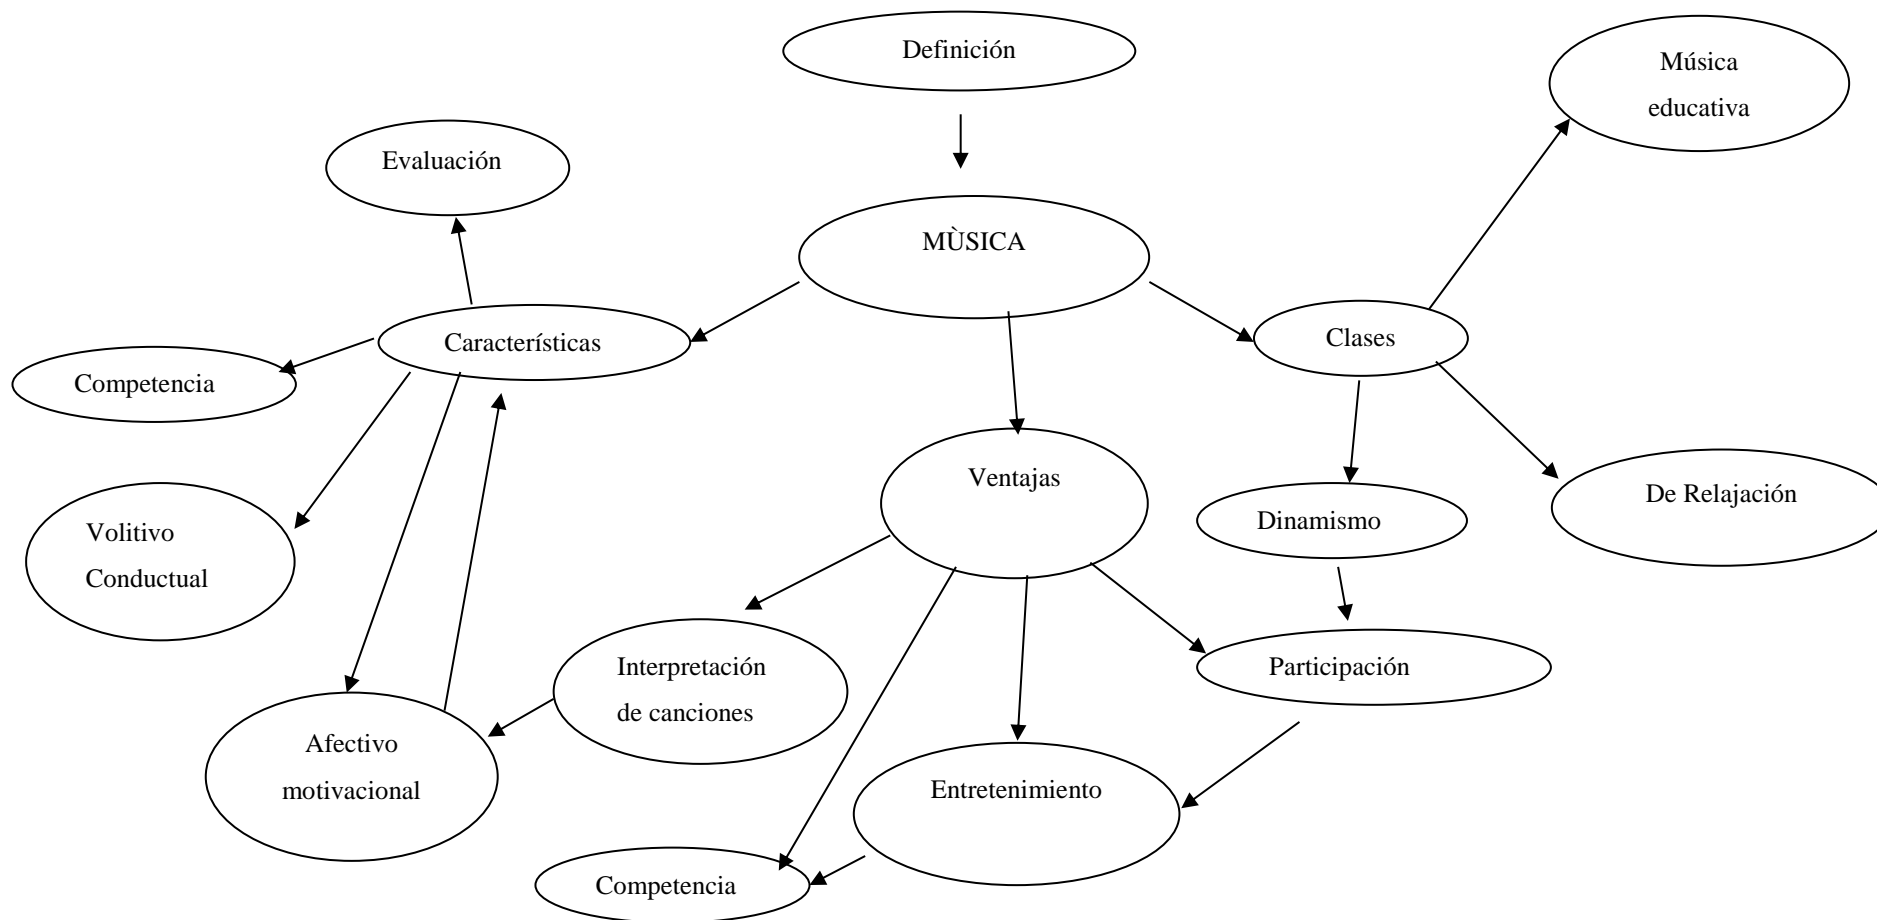 Definición
Música
educativa
Evaluación
MÙSICA
Clases
Características
Competencia
Ventajas
De Relajación
Dinamismo
Volitivo
Conductual
Interpretación
de canciones
Participación
Afectivo
motivacional
Entretenimiento
Competencia